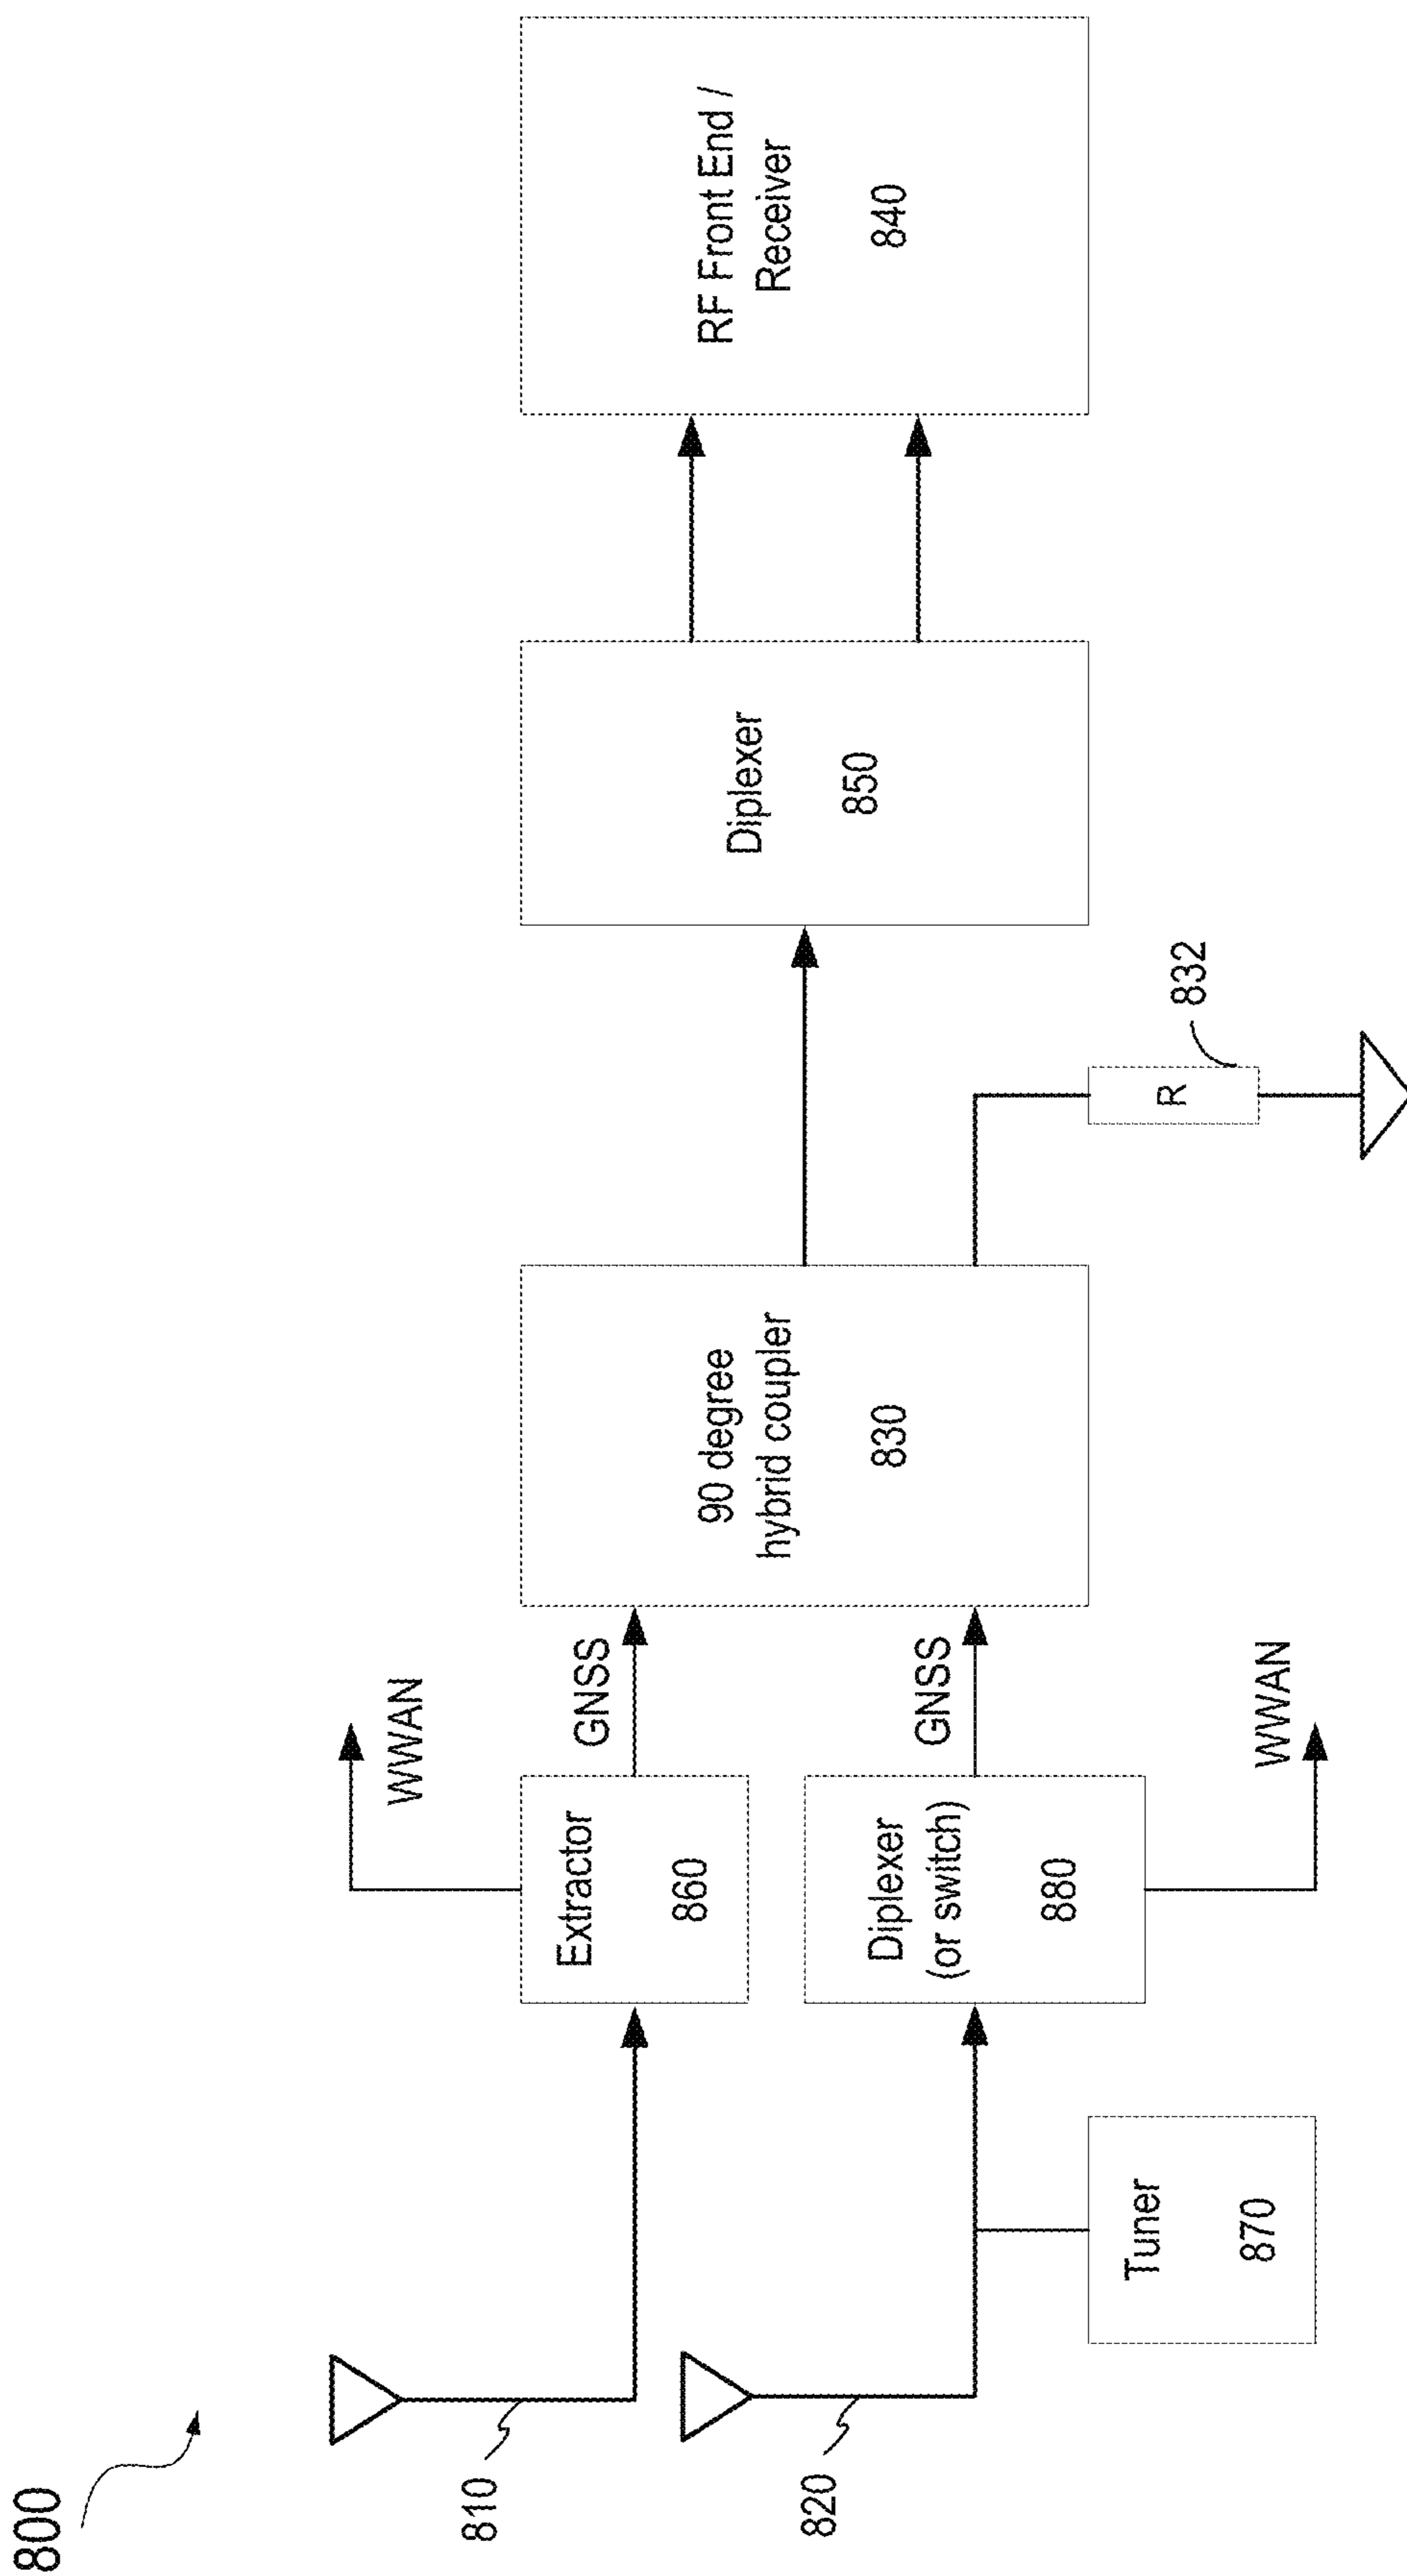 800
810
820
Tuner
870
Extractor
860
Diplexer
(or switch)
880
WWAN
GNSS
GNSS
WWAN
90 degree
hybrid coupler
830
R
832
Diplexer
850
RF Front End /
Receiver
840